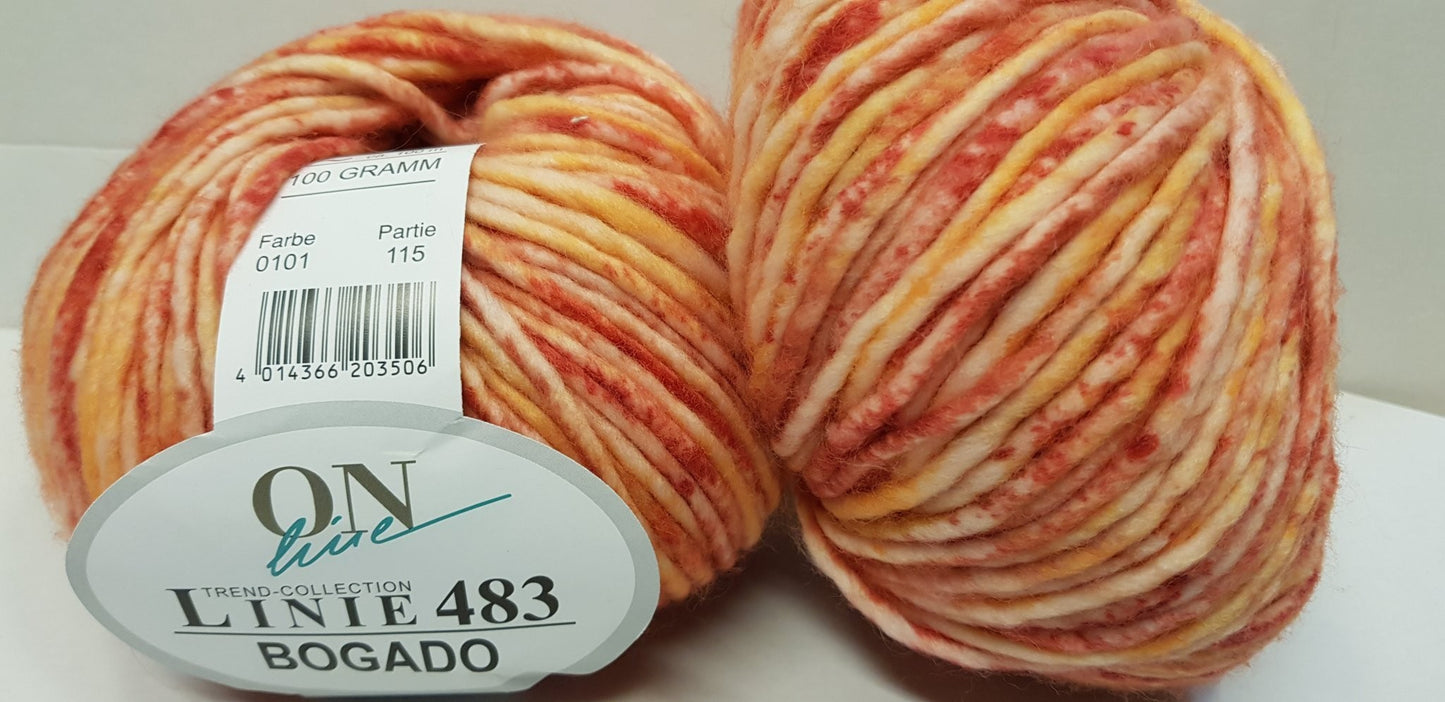 100 GRAMM
Farbe Partie
0101 115
4 014366 203506
ON
line
TREND-COLLECTION
LINIE 483
BOGADO